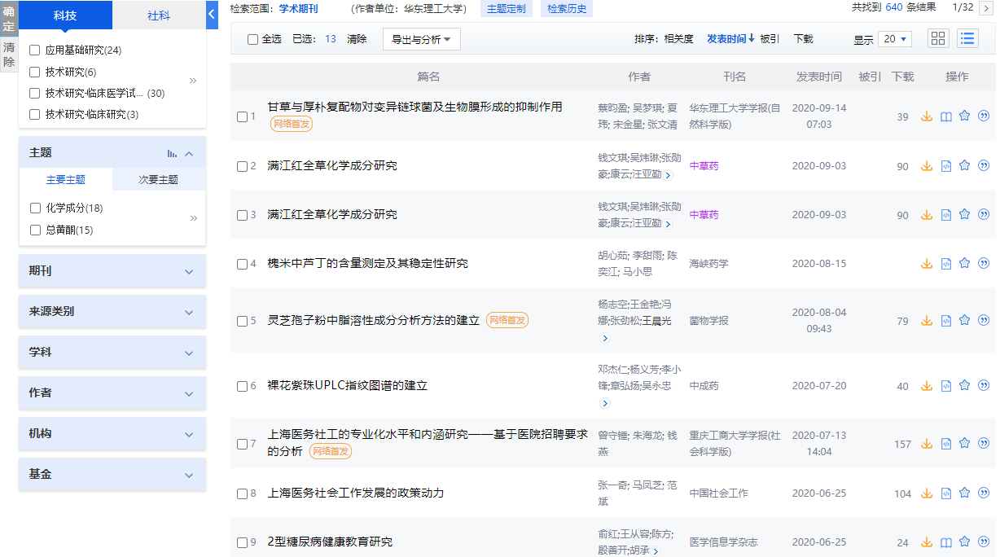 确定
清除
科技 社科
应用基础研究(24)
技术研究(6)
技术研究-临床医学试... (30)
技术研究-临床研究(3)
主题
主要主题 次要主题
化学成分(18)
总黄酮(15)
期刊
来源类别
学科
作者
机构
基金
检索范围：学术期刊 (作者单位：华东理工大学) 主题定制 检索历史 共找到 640 条结果 1/32
全选 已选：13 清除 导出与分析 排序：相关度 发表时间↓ 被引 下载 显示 20
篇名 作者 刊名 发表时间 被引 下载 操作
1 甘草与厚朴复配物对变异链球菌及生物膜形成的抑制作用
网络首发
蔡昀盈; 吴梦琪; 夏
玮; 宋金星; 张文清
华东理工大学学报(自
然科学版)
2020-09-14
07:03
39
2 满江红全草化学成分研究
钱文琪;吴炜琳;张勋
豪;康云;汪亚勤
中草药
2020-09-03
90
3 满江红全草化学成分研究
钱文琪;吴炜琳;张勋
豪;康云;汪亚勤
中草药
2020-09-03
90
4 槐米中芦丁的含量测定及其稳定性研究
胡心茹; 李甜雨; 陈
奕江; 马小思
海峡药学
2020-08-15
5 灵芝孢子粉中脂溶性成分分析方法的建立 网络首发
杨志空;王金艳;冯
娜;张劲松;王晨光
菌物学报
2020-08-04
09:43
79
6 裸花紫珠UPLC指纹图谱的建立
邓杰仁;杨义芳;李小
锋;章弘扬;吴永忠
中成药
2020-07-20
40
7 上海医务社工的专业化水平和内涵研究——基于医院招聘要求
的分析 网络首发
曾守锤; 朱海龙; 钱
燕
重庆工商大学学报(社
会科学版)
2020-07-13
14:04
157
8 上海医务社会工作发展的政策动力
张一奇; 马凤芝; 范
斌
中国社会工作
2020-06-25
104
9 2型糖尿病健康教育研究
俞红;王从容;陈方;
殷善开;胡承
医学信息学杂志
2020-06-25
24